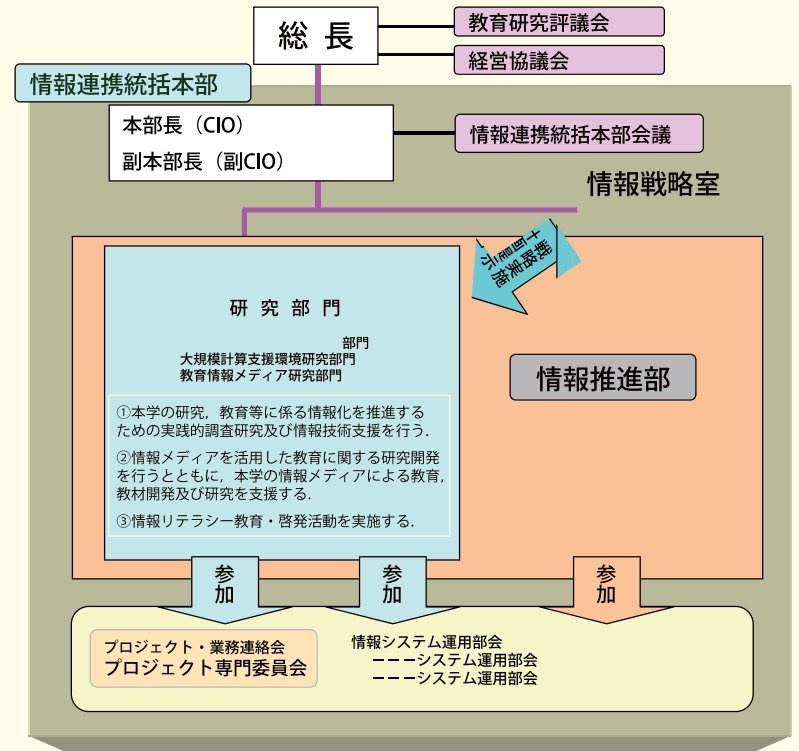 総 長
教育研究評議会
経営協議会
情報連携統括本部
本部長（CIO）
副本部長（副CIO）
情報連携統括本部会議
情報戦略室
戦略実施
研 究 部 門
部門
大規模計算支援環境研究部門
教育情報メディア研究部門
情報推進部
①本学の研究，教育等に係る情報化を推進する
ための実践的調査研究及び情報技術支援を行う．
②情報メディアを活用した教育に関する研究開発
を行うとともに，本学の情報メディアによる教育，
教材開発及び研究を支援する．
③情報リテラシー教育・啓発活動を実施する．
参加
参加
参加
プロジェクト・業務連絡会
プロジェクト専門委員会
情報システム運用部会
ーーーシステム運用部会
ーーーシステム運用部会